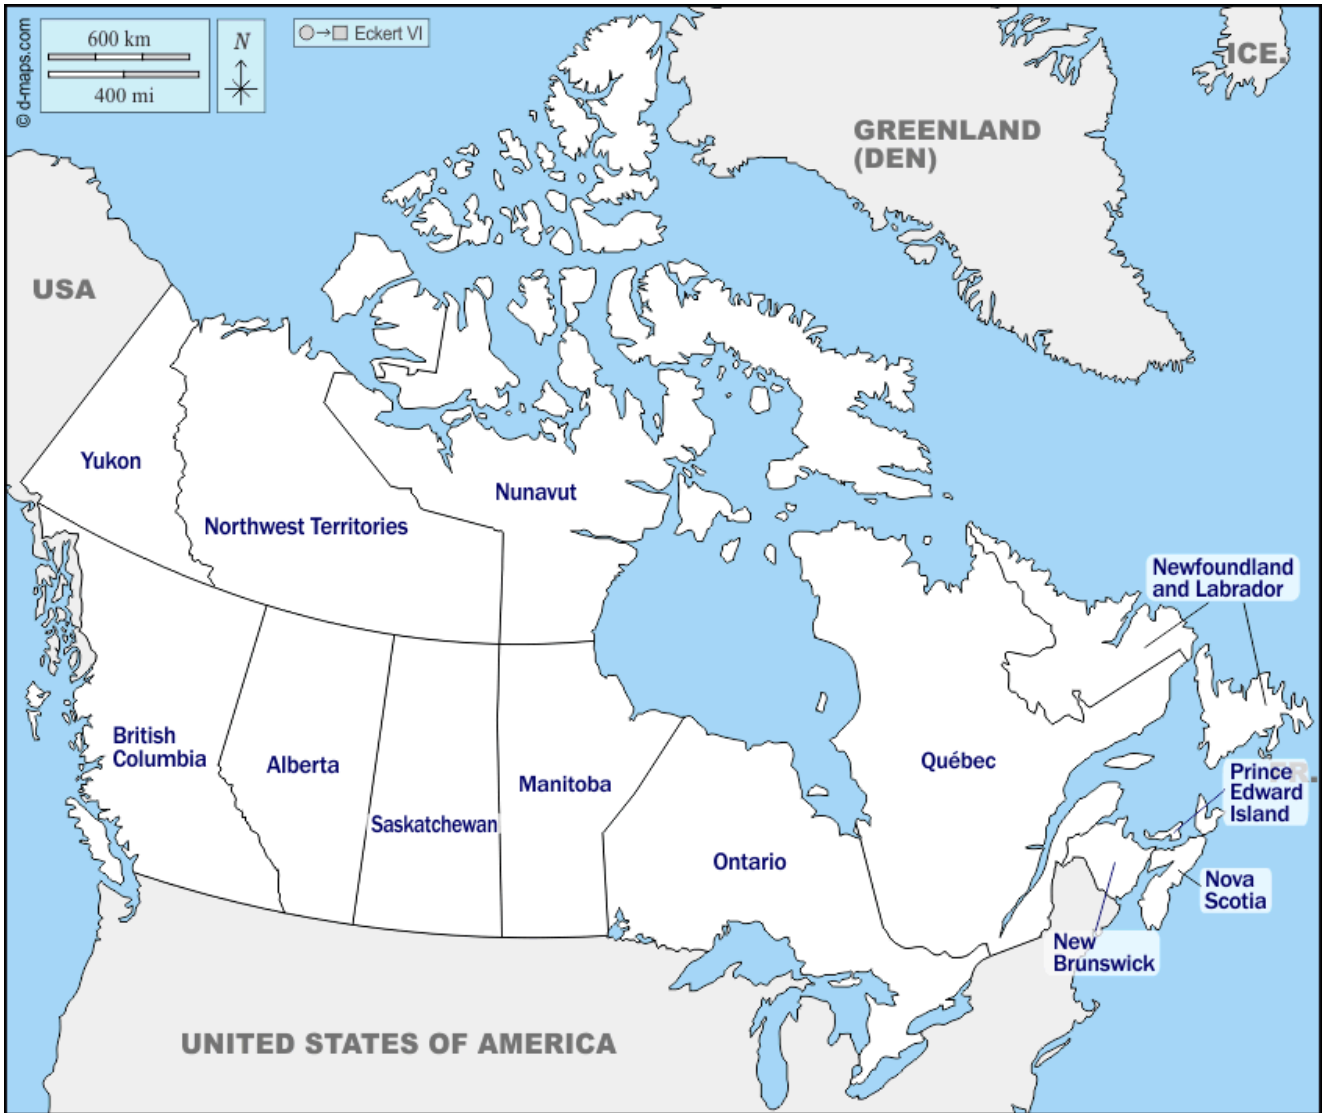 © d-maps.com
600 km
400 mi
N
Eckert VI
ICE.
GREENLAND
(DEN)
USA
Yukon
Nunavut
Northwest Territories
Newfoundland
and Labrador
British
Columbia
Alberta
Québec
Manitoba
Prince
Edward
Island
Saskatchewan
Ontario
Nova
Scotia
New
Brunswick
UNITED STATES OF AMERICA